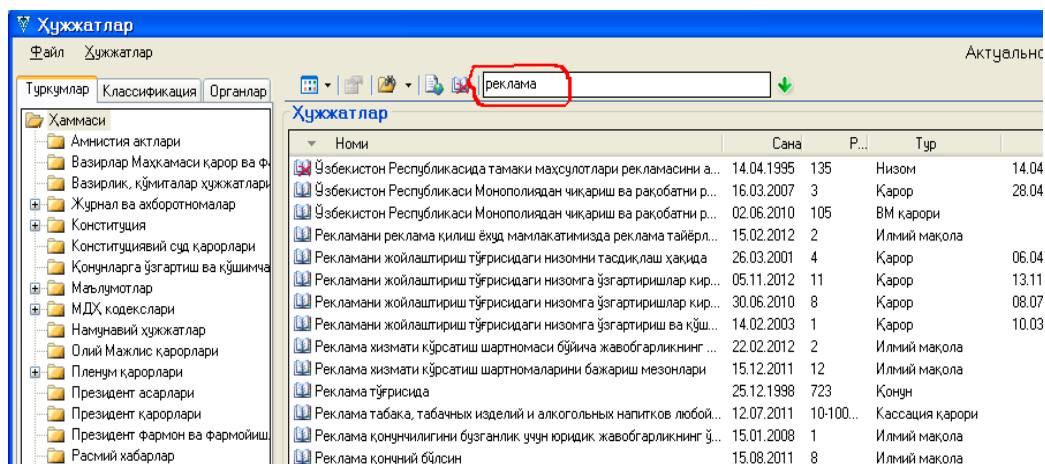 Ҳужжатлар
Файл Ҳужжатлар Актуально
Туркумлар Классификация Органлар реклама
Ҳаммаси
Амнистия актлари
Вазирлар Маҳкамаси қарор ва ф
Вазирлик, қўмиталар ҳужжатлари
Журнал ва ахборотномалар
Конституция
Конституциявий суд қарорлари
Қонунларга ўзгартиш ва қўшимча
Маълумотлар
МДҲ кодекслари
Намунавий ҳужжатлар
Олий Мажлис қарорлари
Пленум қарорлари
Президент асарлари
Президент қарорлари
Президент фармон ва фармойиш
Расмий хабарлар
Ҳужжатлар
Номи Сана Р... Тур
Ўзбекистон Республикасида тамаки маҳсулотлари рекламасини а... 14.04.1995 135 Низом 14.04
Ўзбекистон Республикаси Монополиядан чиқариш ва рақобатни р... 16.03.2007 3 Қарор 28.04
Ўзбекистон Республикаси Монополиядан чиқариш ва рақобатни р... 02.06.2010 105 ВМ қарори
Рекламани реклама қилиш ёхуд мамлакатимизда реклама тайёрл... 15.02.2012 2 Илмий мақола
Рекламани жойлаштириш тўғрисидаги низомни тасдиқлаш ҳақида 26.03.2001 4 Қарор 06.04
Рекламани жойлаштириш тўғрисидаги низомга ўзгартиришлар кир... 05.11.2012 11 Қарор 13.11
Рекламани жойлаштириш тўғрисидаги низомга ўзгартиришлар кир... 30.06.2010 8 Қарор 08.07
Рекламани жойлаштириш тўғрисидаги низомга ўзгартириш ва қўш... 14.02.2003 1 Қарор 10.03
Реклама хизмати кўрсатиш шартномаси бўйича жавобгарликнинг ... 22.02.2012 2 Илмий мақола
Реклама хизмати кўрсатиш шартномаларини бажариш мезонлари 15.12.2011 12 Илмий мақола
Реклама тўғрисида 25.12.1998 723 Қонун
Реклама табака, табачных изделий и алкогольных напитков любой... 12.07.2011 10-100... Кассация қарори
Реклама қонунчилигини бузганлик учун юридик жавобгарликнинг ў... 15.01.2008 1 Илмий мақола
Реклама қонуний бўлсин 15.08.2011 8 Илмий мақола